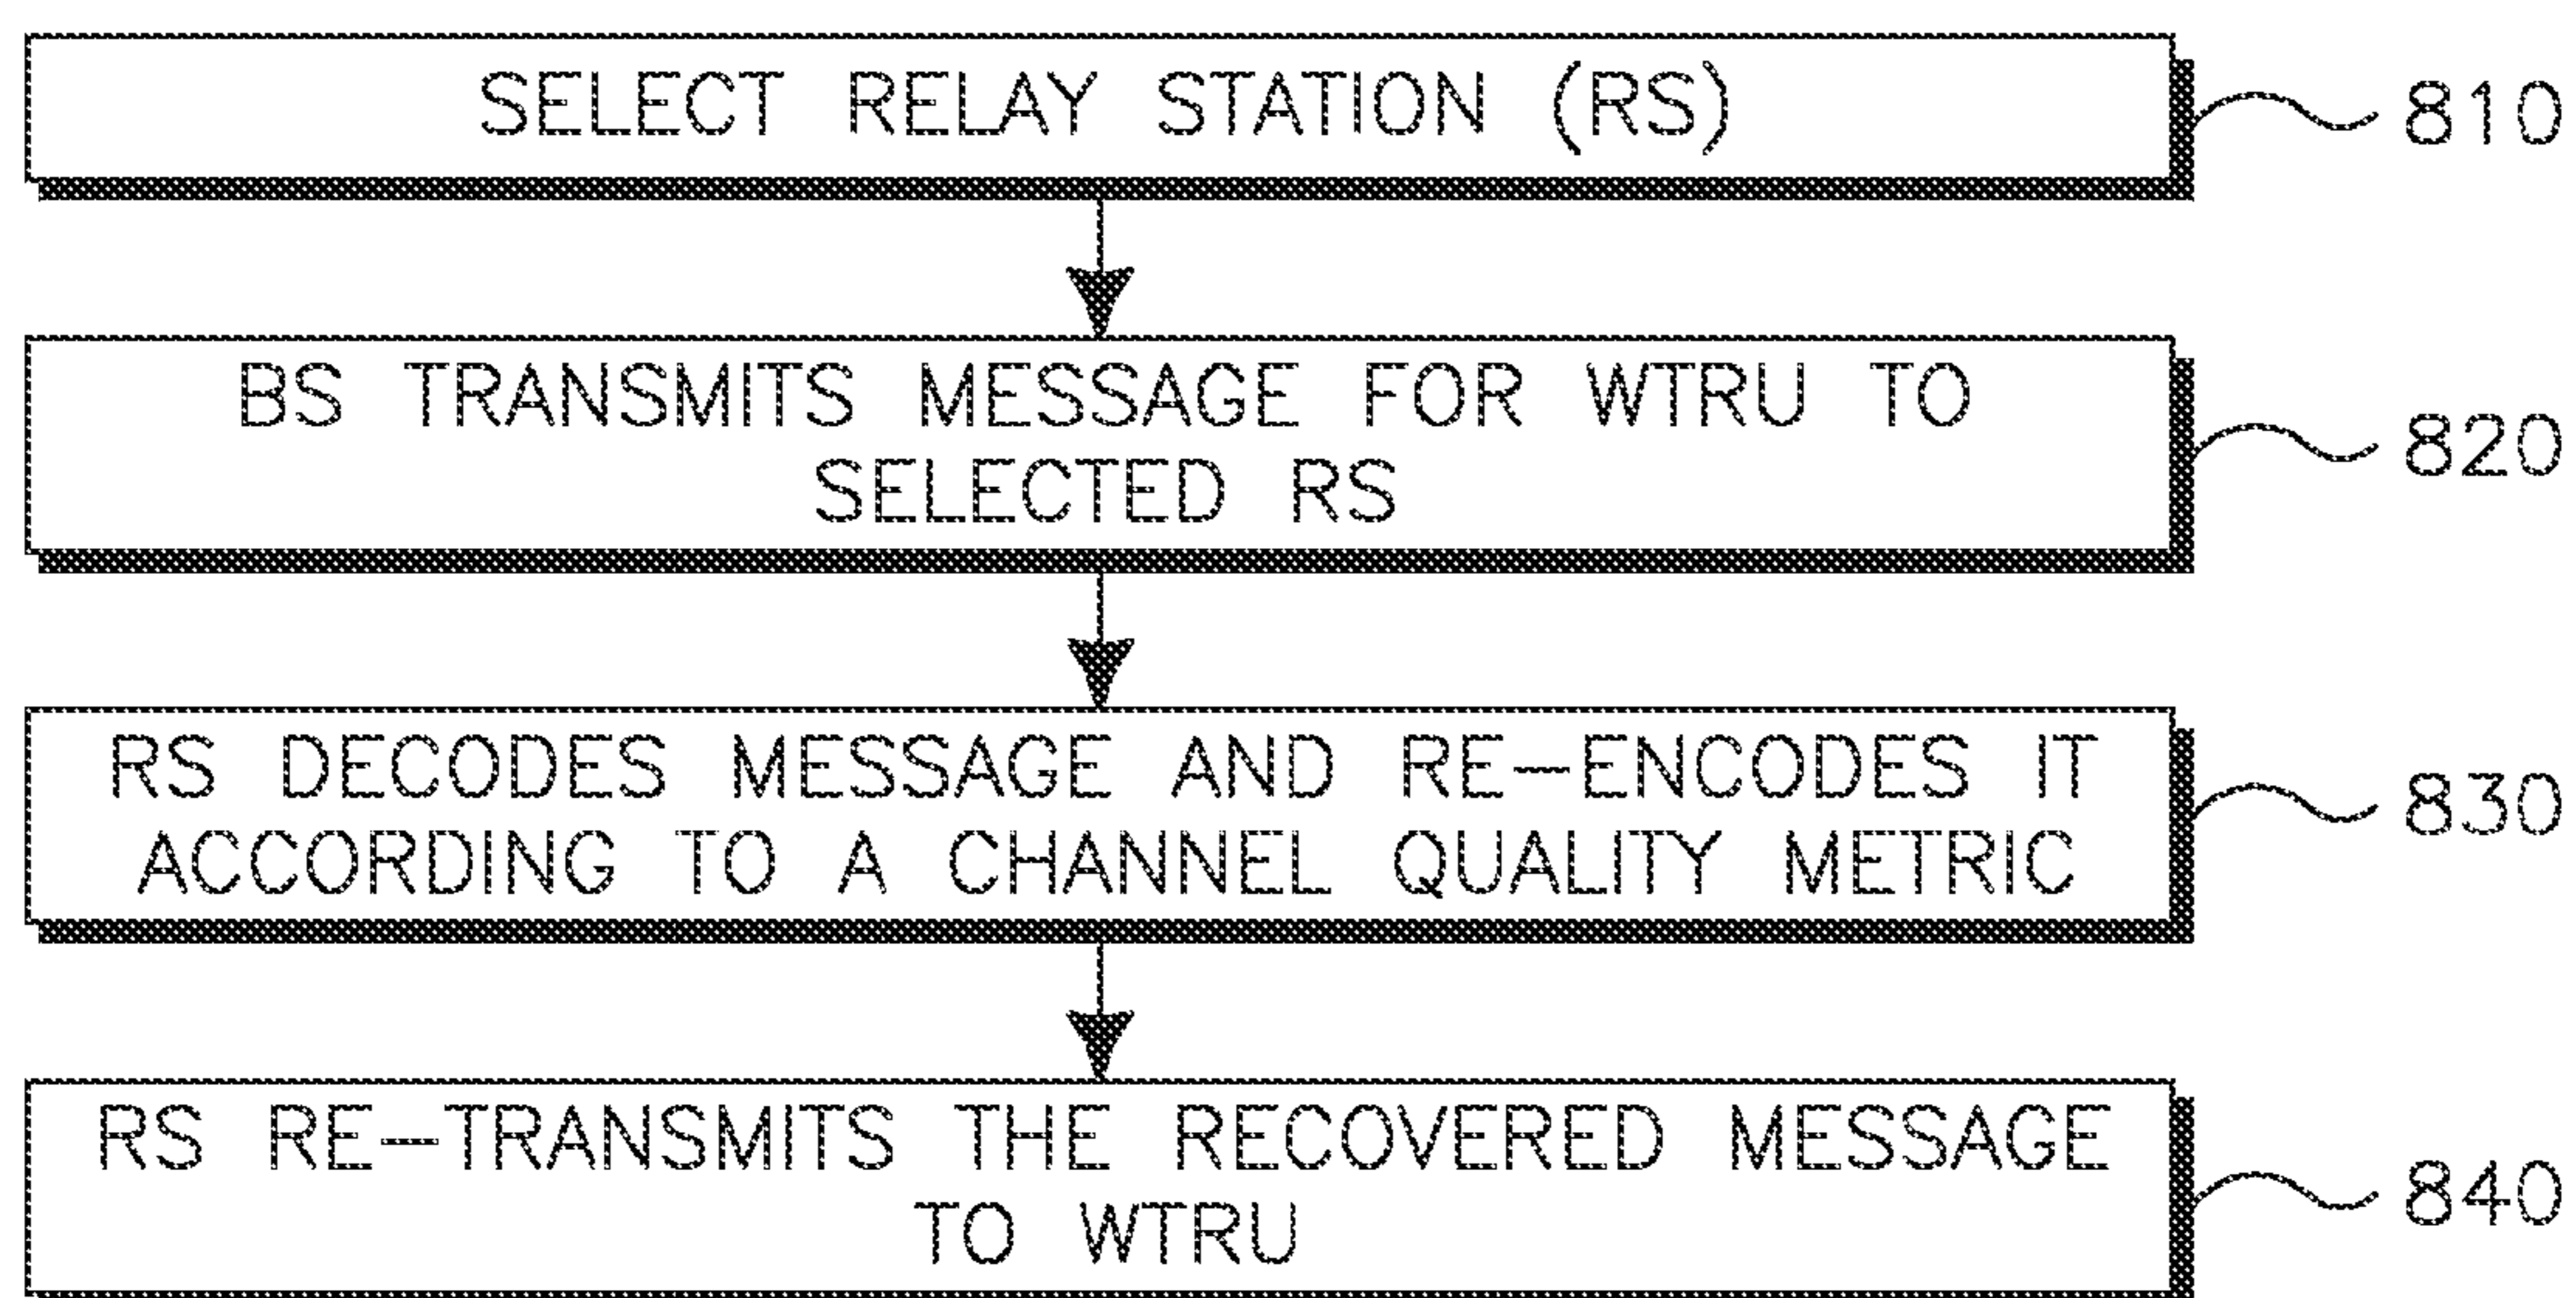 SELECT RELAY STATION (RS)
810
BS TRANSMITS MESSAGE FOR WTRU TO
SELECTED RS
820
RS DECODES MESSAGE AND RE-ENCODES IT
ACCORDING TO A CHANNEL QUALITY METRIC
830
RS RE-TRANSMITS THE RECOVERED MESSAGE
TO WTRU
840